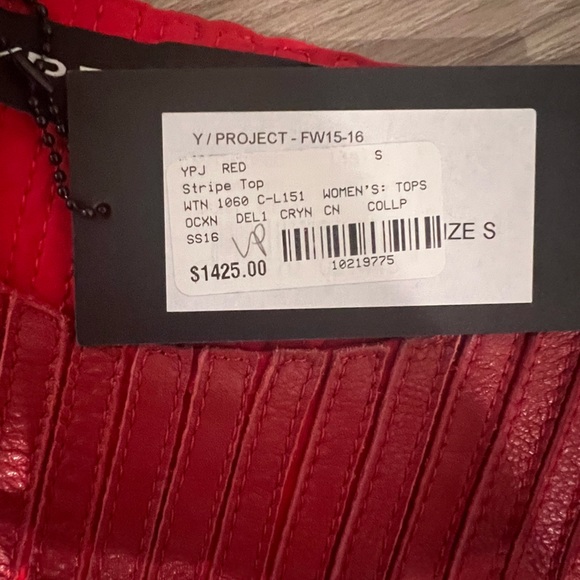 Y / PROJECT - FW15-16
S
YPJ RED
Stripe Top
WTN 1060 C-L151 WOMEN'S: TOPS
OCXN DEL1 CRYN CN COLLP
SS16
IZE S
$1425.00
10219775